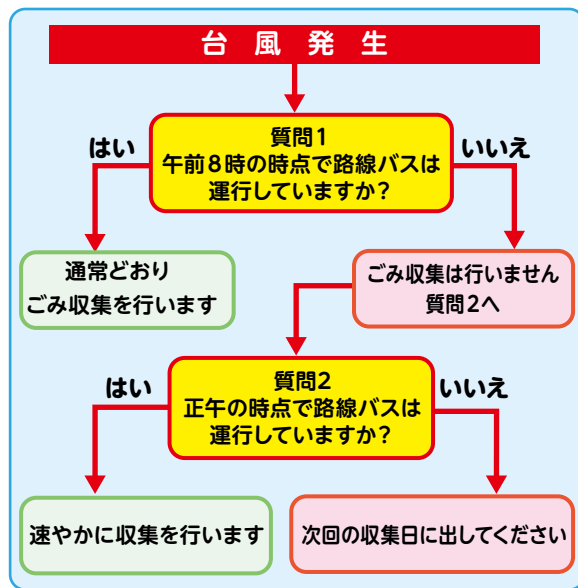 台風発生
質問1
午前8時の時点で路線バスは
運行していますか?
はい
いいえ
通常どおり
ごみ収集を行います
ごみ収集は行いません
質問2へ
質問2
正午の時点で路線バスは
運行していますか?
はい
いいえ
速やかに収集を行います
次回の収集日に出してください